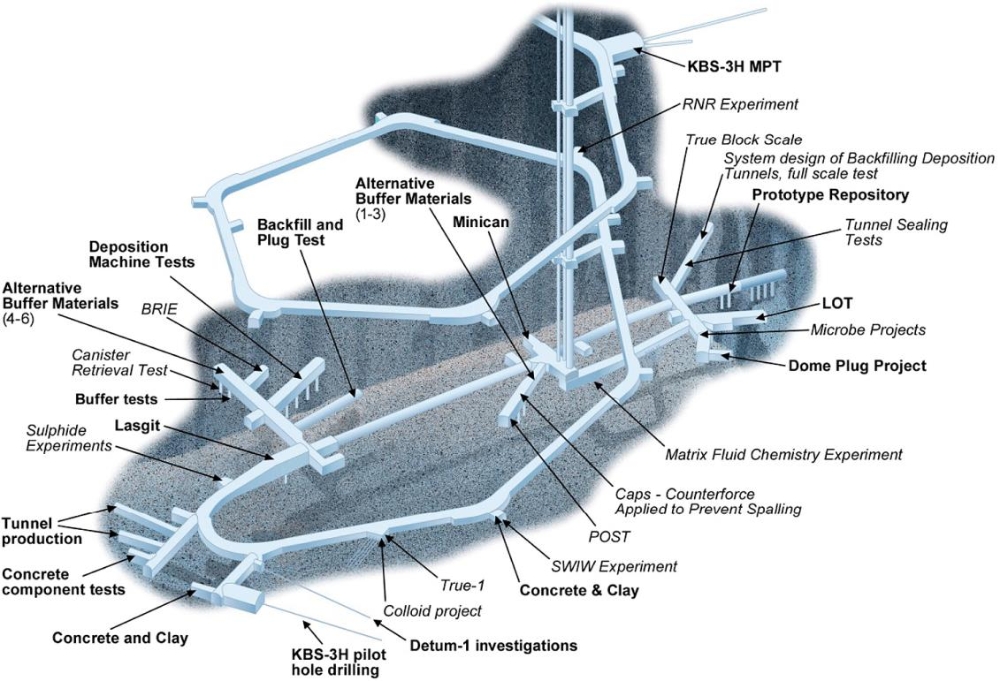 KBS-3H MPT
RNR Experiment
True Block Scale
System design of Backfilling Deposition
Tunnels, full scale test
Prototype Repository
Tunnel Sealing
Tests
Alternative
Buffer Materials
(1-3)
Minican
Backfill and
Plug Test
Deposition
Machine Tests
Alternative
Buffer Materials
(4-6)
BRIE
LOT
Microbe Projects
Dome Plug Project
Canister
Retrieval Test
Buffer tests
Lasgit
Sulphide
Experiments
Matrix Fluid Chemistry Experiment
Caps - Counterforce
Applied to Prevent Spalling
POST
Tunnel
production
SWIW Experiment
Concrete & Clay
Concrete
component tests
True-1
Colloid project
Concrete and Clay
Detum-1 investigations
KBS-3H pilot
hole drilling